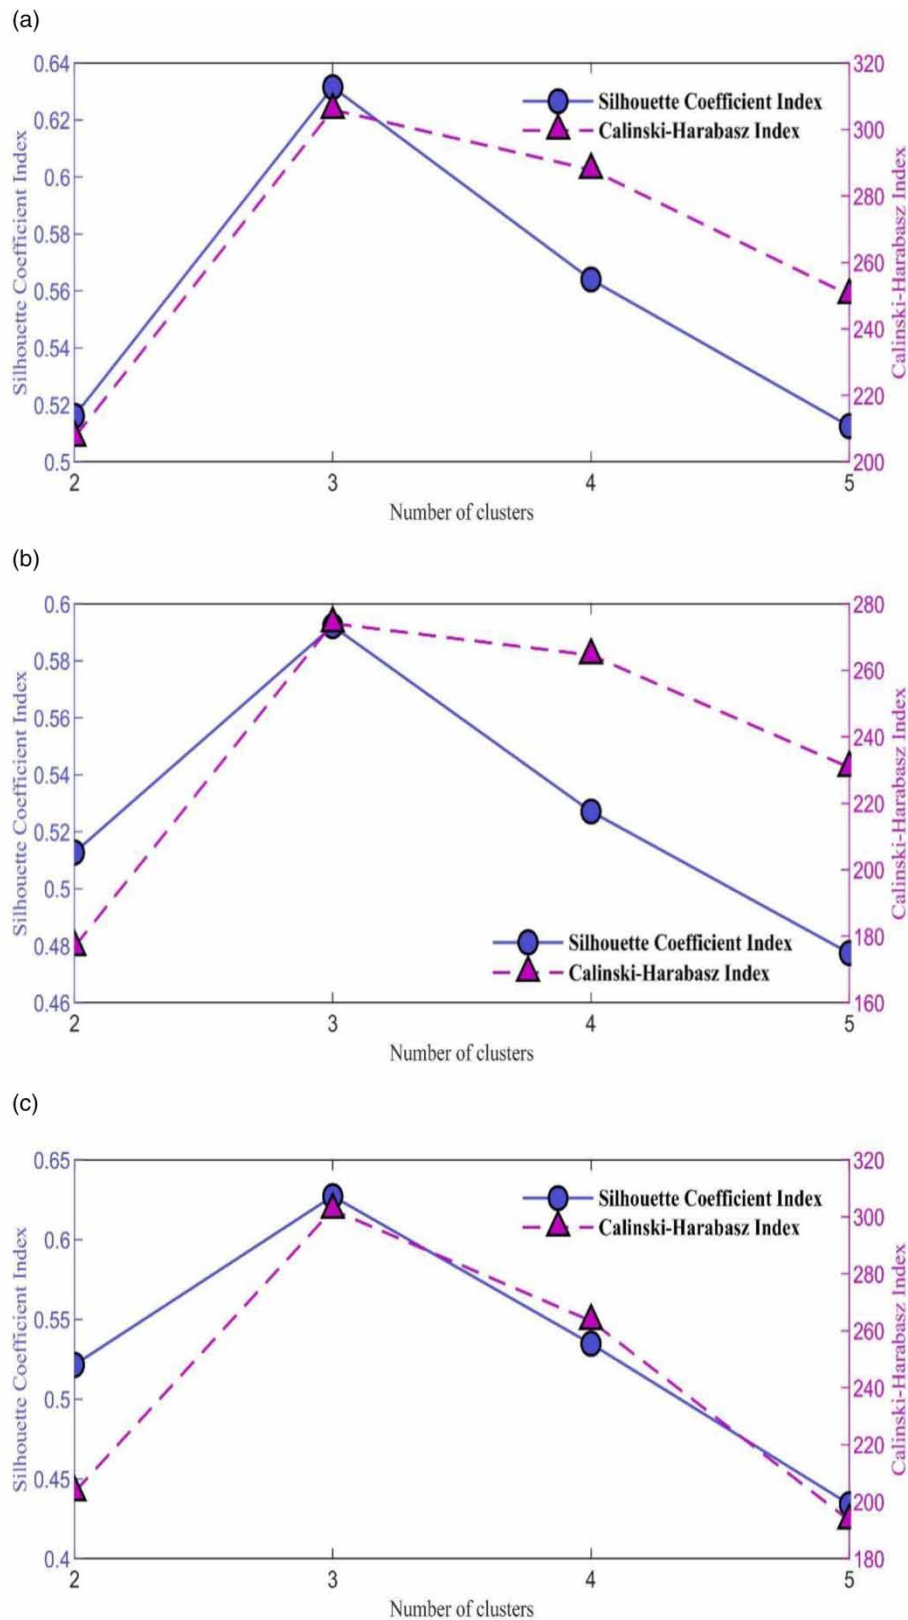 (a)
0.64
0.62
0.6
0.58
0.56
0.54
0.52
0.5
Silhouette Coefficient Index
320
300
280
260
240
220
200
Calinski-Harabasz Index
Silhouette Coefficient Index
Calinski-Harabasz Index
2 3 4 5
Number of clusters
(b)
0.6
0.58
0.56
0.54
0.52
0.5
0.48
0.46
Silhouette Coefficient Index
280
260
240
220
200
180
160
Calinski-Harabasz Index
Silhouette Coefficient Index
Calinski-Harabasz Index
2 3 4 5
Number of clusters
(c)
0.65
0.6
0.55
0.5
0.45
0.4
Silhouette Coefficient Index
320
300
280
260
240
220
200
180
Calinski-Harabasz Index
Silhouette Coefficient Index
Calinski-Harabasz Index
2 3 4 5
Number of clusters